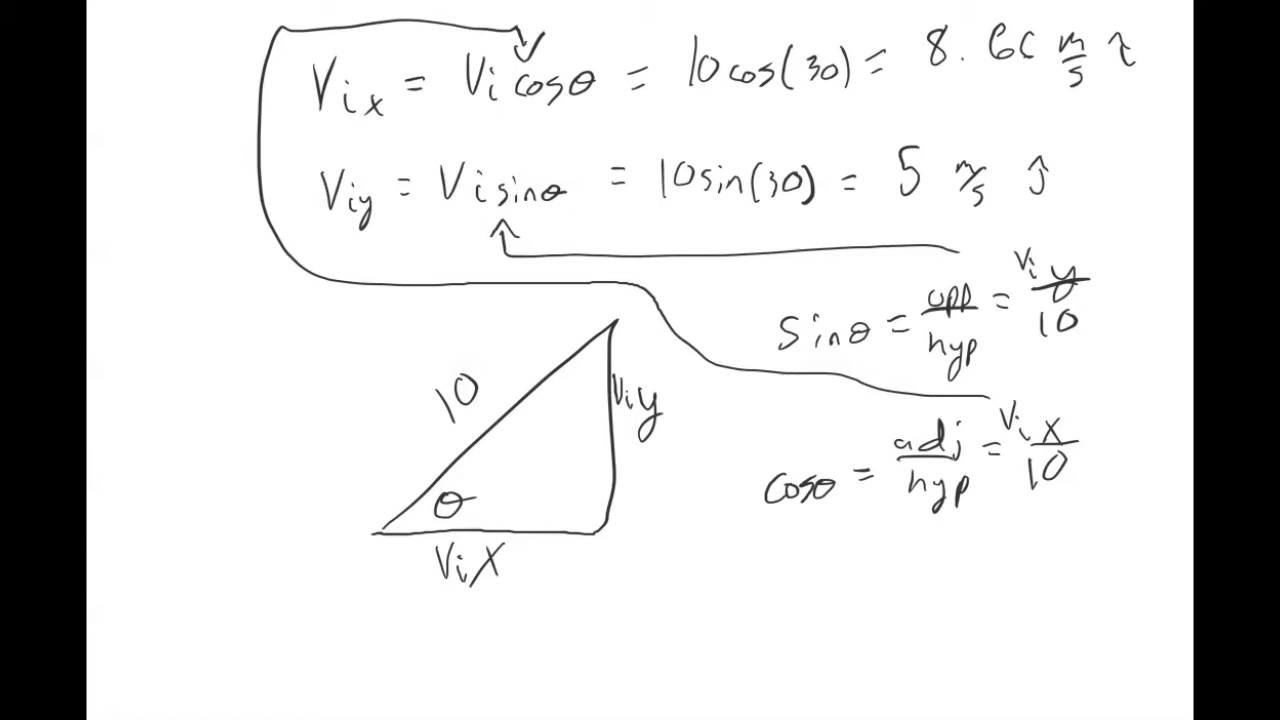 Vix = Vi cosθ = 10cos(30) = 8.66 m/s î
Viy = Vi sinθ = 10sin(30) = 5 m/s ĵ
sinθ = opp/hyp = Viy/10
10
Viy
cosθ = adj/hyp = Vix/10
θ
Vix